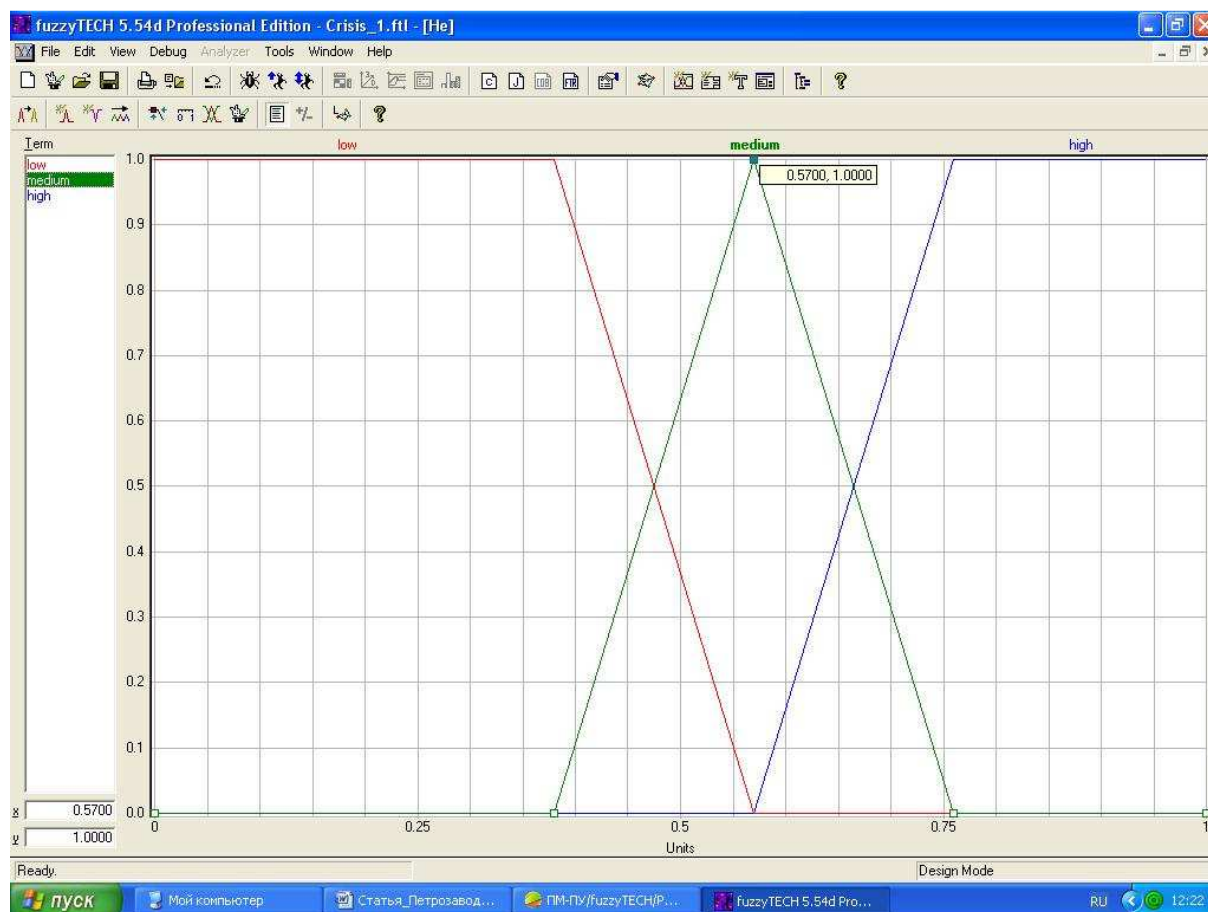 fuzzyTECH 5.54d Professional Edition - Crisis_1.ftl - [He]
File Edit View Debug Analyzer Tools Window Help
Term
low
medium
high
low medium high
0.5700, 1.0000
1.0
0.9
0.8
0.7
0.6
0.5
0.4
0.3
0.2
0.1
0.0
x 0.5700
y 1.0000
0 0.25 0.5 0.75 1
Units
Ready. Design Mode
пуск Мой компьютер Статья_Петрозавод... ПМ-ПУ/fuzzyTECH/P... fuzzyTECH 5.54d Pro... RU 12:22